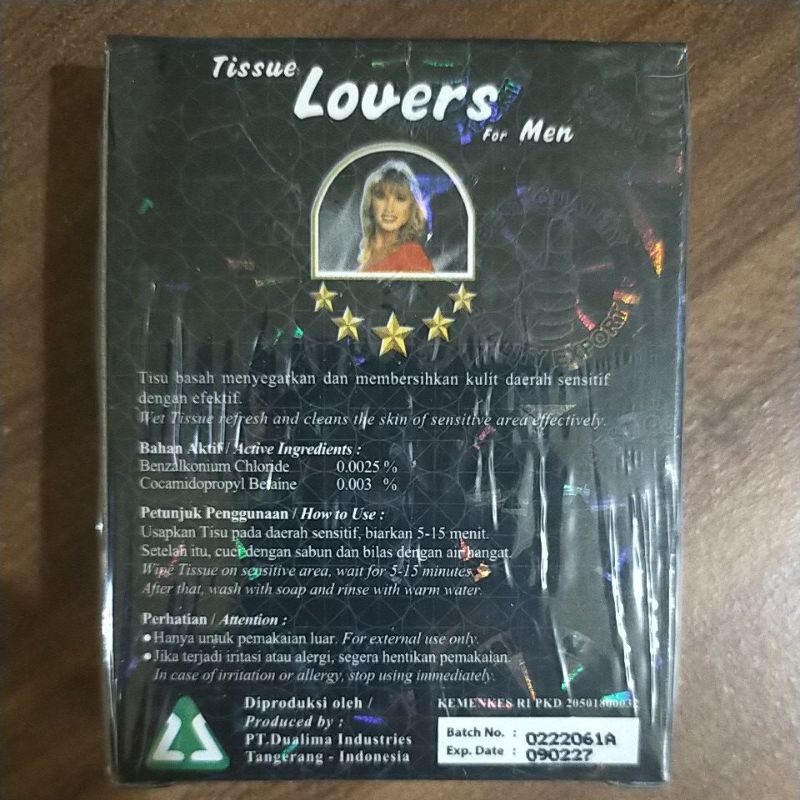 Tissue
Lovers
For Men
QUALITY EXPORT
Tisu basah menyegarkan dan membersihkan kulit daerah sensitif
dengan efektif.
Wet Tissue refresh and cleans the skin of sensitive area effectively.
Bahan Aktif / Active Ingredients :
Benzalkonium Chloride 0.0025 %
Cocamidopropyl Betaine 0.003 %
Petunjuk Penggunaan / How to Use :
Usapkan Tisu pada daerah sensitif, biarkan 5-15 menit.
Setelah itu, cuci dengan sabun dan bilas dengan air hangat.
Wipe Tissue on sensitive area, wait for 5-15 minutes.
After that, wash with soap and rinse with warm water.
Perhatian / Attention :
●Hanya untuk pemakaian luar. For external use only.
●Jika terjadi iritasi atau alergi, segera hentikan pemakaian.
In case of irritation or allergy, stop using immediately.
Diproduksi oleh /
Produced by :
PT.Dualima Industries
Tangerang - Indonesia
KEMENKES RI PKD 20501800032
Batch No. : 0222061A
Exp. Date : 090227